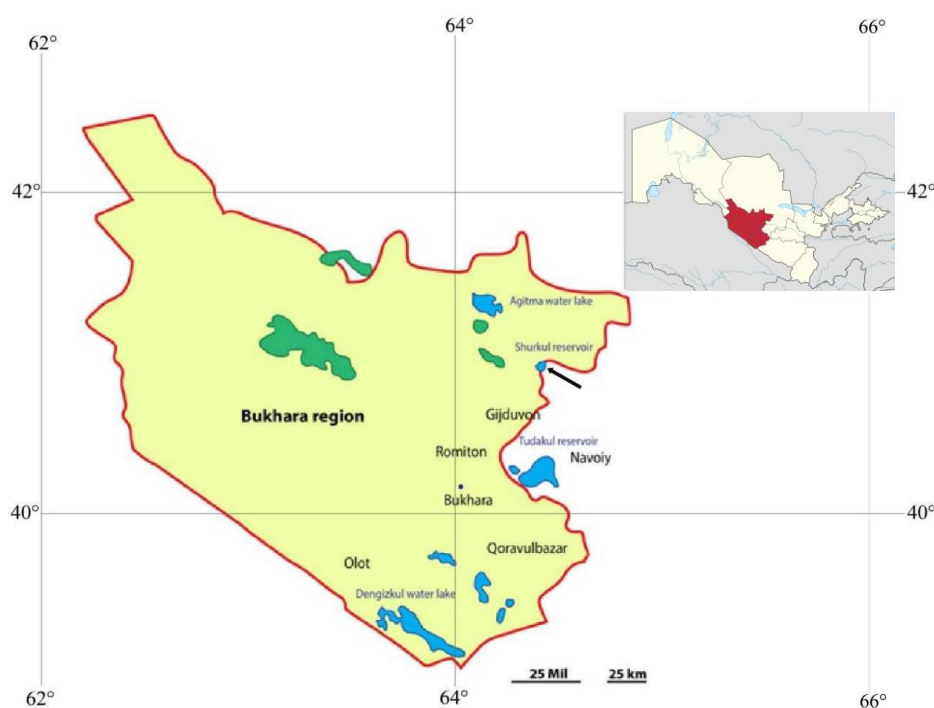 62°
64°
66°
42°
42°
Agitma water lake
Shurkul reservoir
Bukhara region
Gijduvon
Tudakul reservoir
Romiton
Navoiy
Bukhara
40°
40°
Qoravulbazar
Olot
Dengizkul water lake
25 Mil
25 km
62°
64°
66°